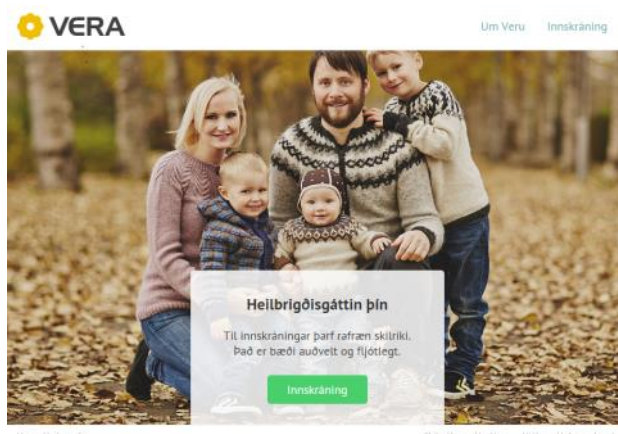 VERA
Um Veru Innskráning
Heilbrigðisgáttin þín
Til innskráningar þarf rafræn skilríki.
Það er bæði auðvelt og fljótlegt.
Innskráning